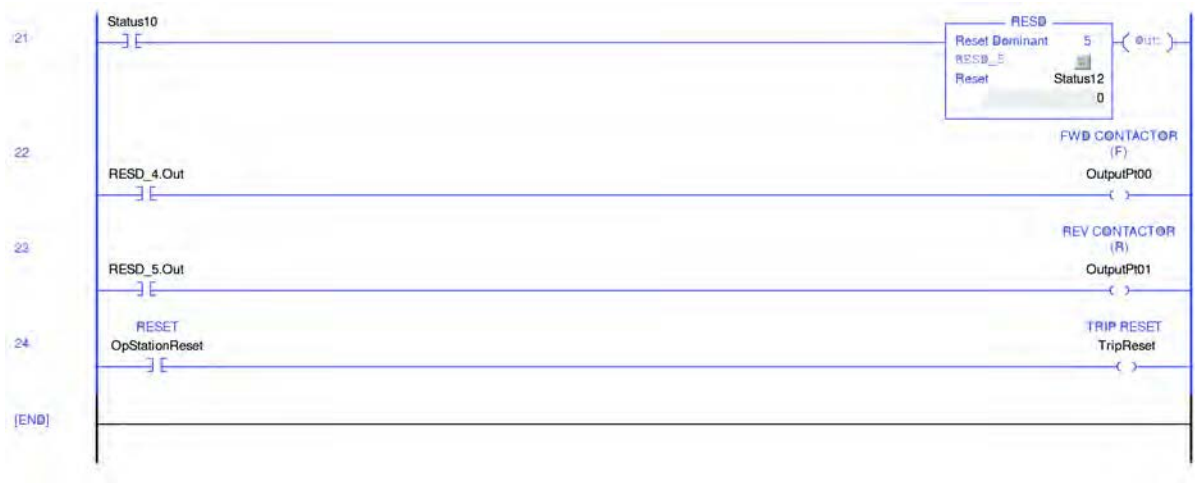 21
Status10
RESD
Reset Dominant 5
RESD_5
Reset Status12
0
Out
22
FWD CONTACTOR
(F)
RESD_4.Out
OutputPt00
23
REV CONTACTOR
(R)
RESD_5.Out
OutputPt01
24
RESET
OpStationReset
TRIP RESET
TripReset
[END]